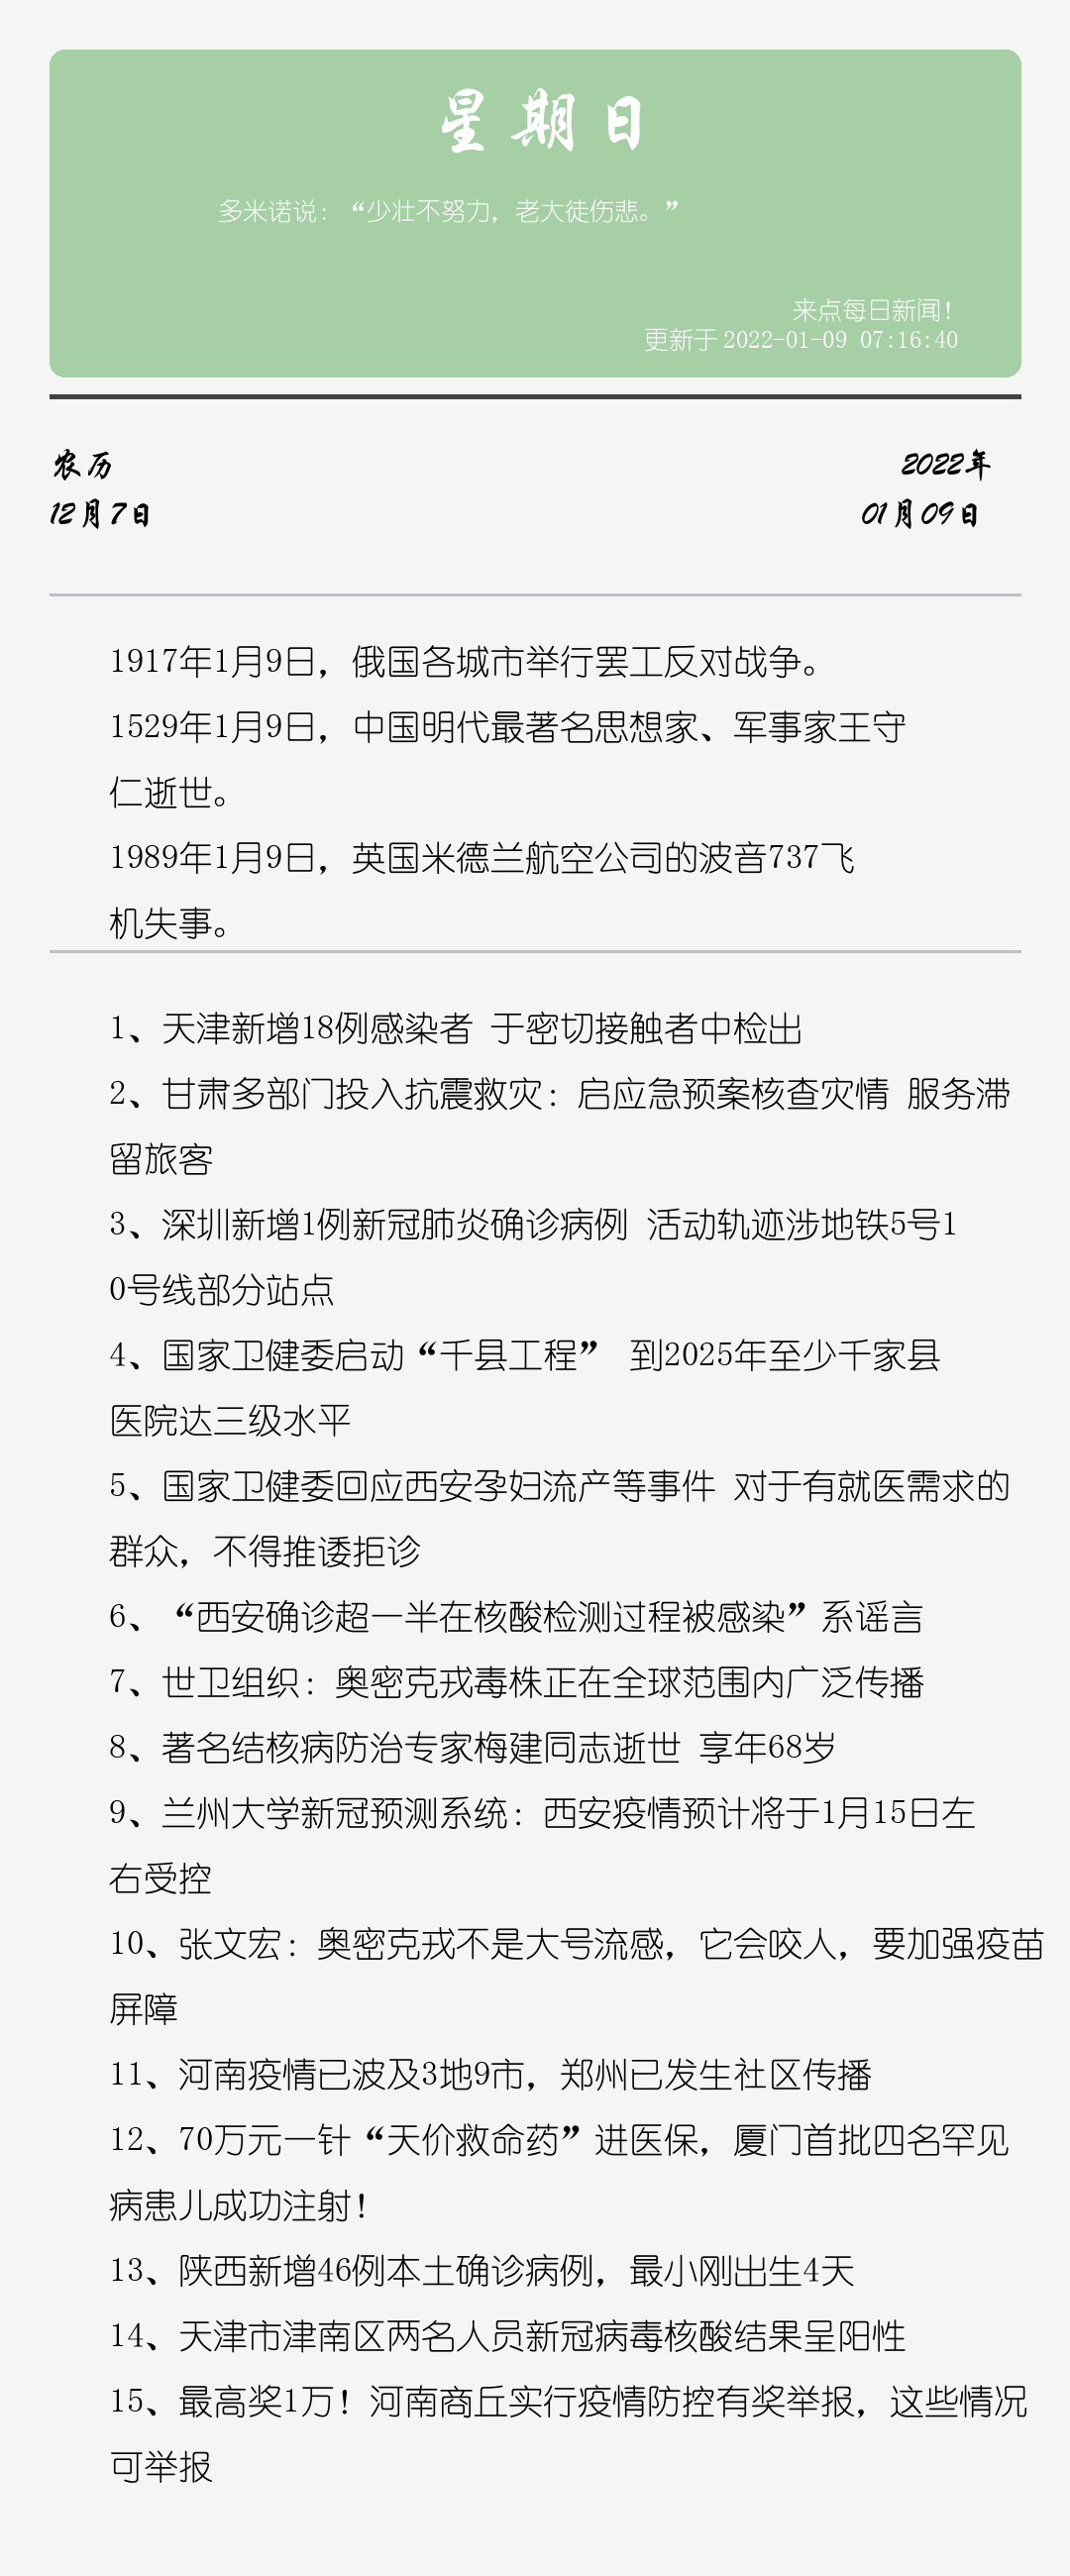 星期日
多米诺说：“少壮不努力，老大徒伤悲。”
来点每日新闻！
更新于 2022-01-09 07:16:40
农历
12月7日
2022年
01月09日
1917年1月9日，俄国各城市举行罢工反对战争。
1529年1月9日，中国明代最著名思想家、军事家王守
仁逝世。
1989年1月9日，英国米德兰航空公司的波音737飞
机失事。
1、天津新增18例感染者 于密切接触者中检出
2、甘肃多部门投入抗震救灾：启应急预案核查灾情 服务滞
留旅客
3、深圳新增1例新冠肺炎确诊病例 活动轨迹涉地铁5号1
0号线部分站点
4、国家卫健委启动“千县工程” 到2025年至少千家县
医院达三级水平
5、国家卫健委回应西安孕妇流产等事件 对于有就医需求的
群众，不得推诿拒诊
6、“西安确诊超一半在核酸检测过程被感染”系谣言
7、世卫组织：奥密克戎毒株正在全球范围内广泛传播
8、著名结核病防治专家梅建同志逝世 享年68岁
9、兰州大学新冠预测系统：西安疫情预计将于1月15日左
右受控
10、张文宏：奥密克戎不是大号流感，它会咬人，要加强疫苗
屏障
11、河南疫情已波及3地9市，郑州已发生社区传播
12、70万元一针“天价救命药”进医保，厦门首批四名罕见
病患儿成功注射！
13、陕西新增46例本土确诊病例，最小刚出生4天
14、天津市津南区两名人员新冠病毒核酸结果呈阳性
15、最高奖1万！河南商丘实行疫情防控有奖举报，这些情况
可举报